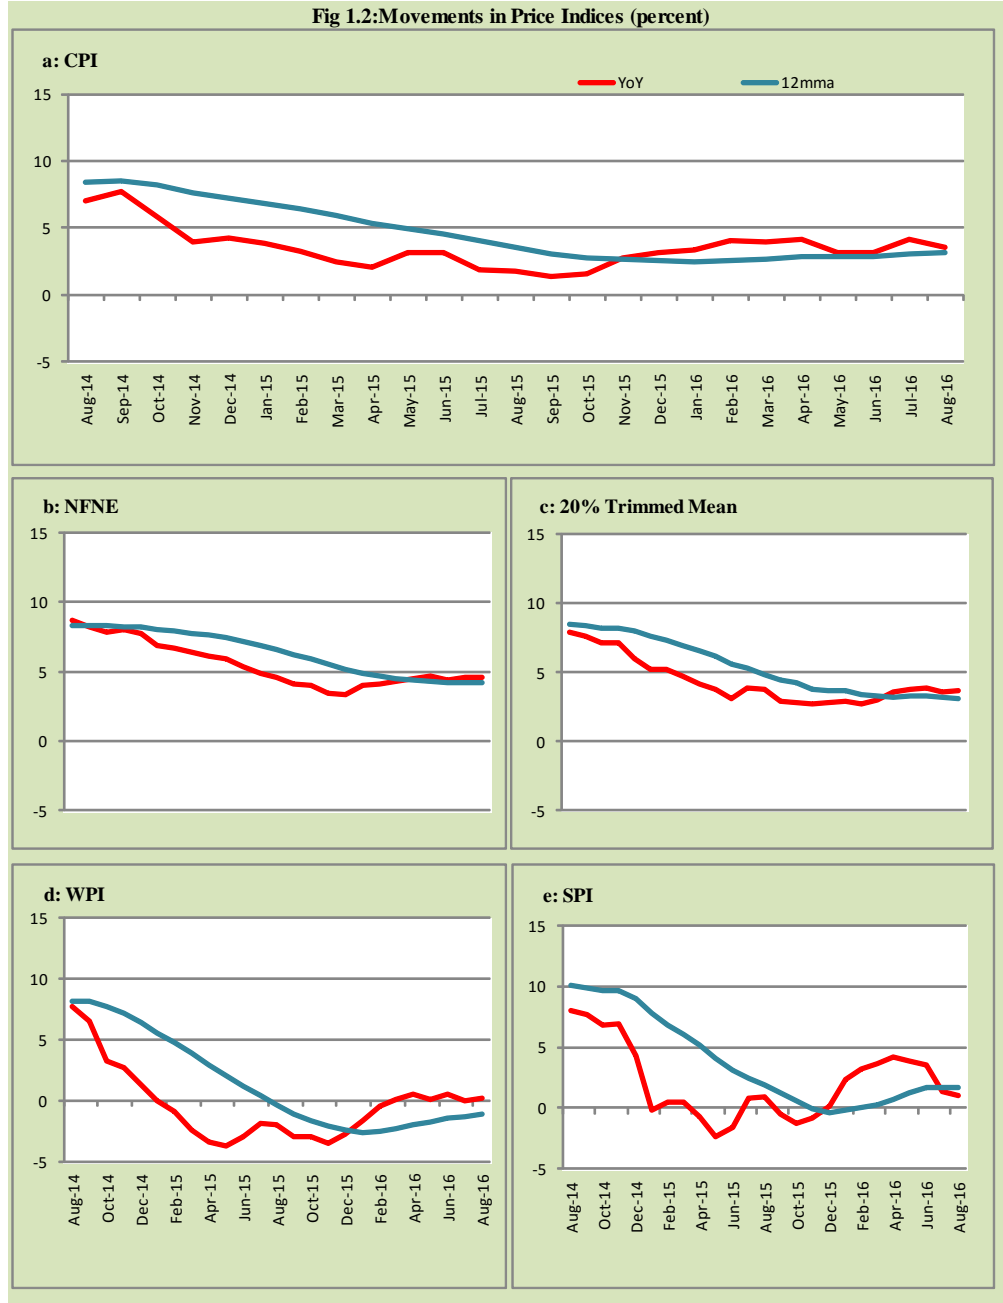 Fig 1.2:Movements in Price Indices (percent)
a: CPI
YoY 12mma
15
10
5
0
-5
Aug-14 Sep-14 Oct-14 Nov-14 Dec-14 Jan-15 Feb-15 Mar-15 Apr-15 May-15 Jun-15 Jul-15 Aug-15 Sep-15 Oct-15 Nov-15 Dec-15 Jan-16 Feb-16 Mar-16 Apr-16 May-16 Jun-16 Jul-16 Aug-16
b: NFNE
15
10
5
0
-5
c: 20% Trimmed Mean
15
10
5
0
-5
d: WPI
15
10
5
0
-5
Aug-14 Oct-14 Dec-14 Feb-15 Apr-15 Jun-15 Aug-15 Oct-15 Dec-15 Feb-16 Apr-16 Jun-16 Aug-16
e: SPI
15
10
5
0
-5
Aug-14 Oct-14 Dec-14 Feb-15 Apr-15 Jun-15 Aug-15 Oct-15 Dec-15 Feb-16 Apr-16 Jun-16 Aug-16